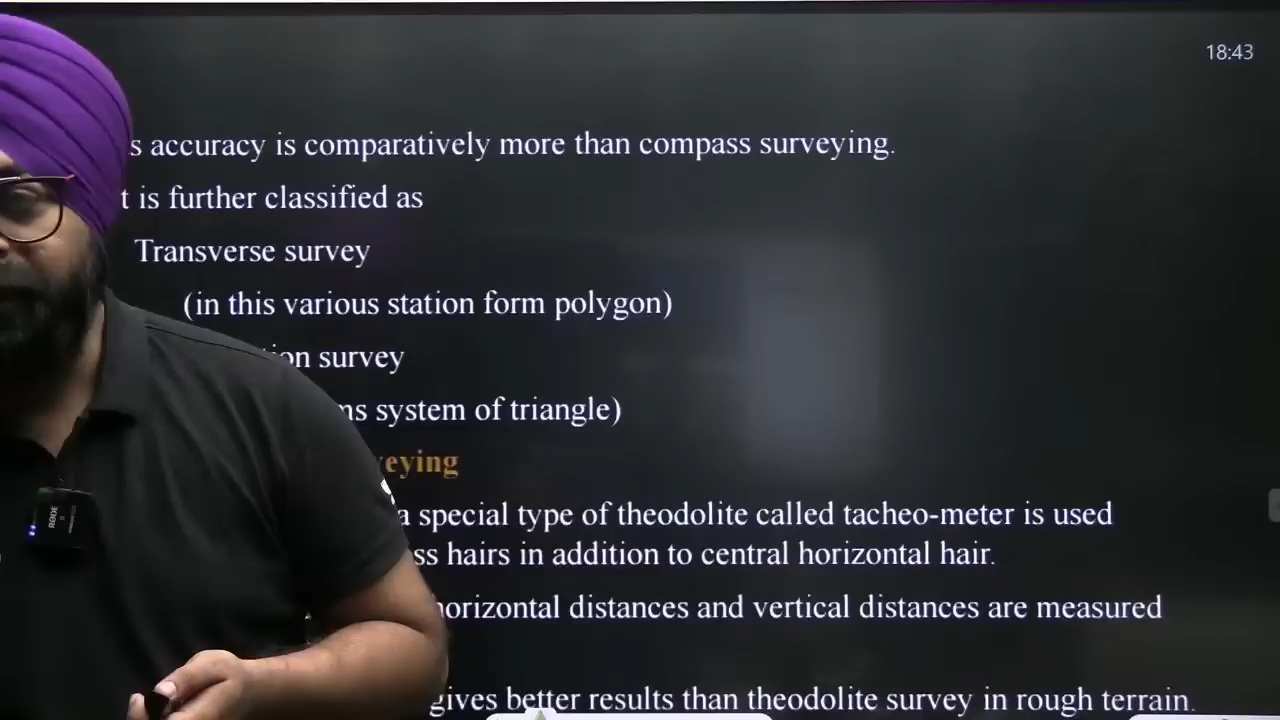 18:43
s accuracy is comparatively more than compass surveying.
t is further classified as
Transverse survey
(in this various station form polygon)
ion survey
ms system of triangle)
veying
a special type of theodolite called tacheo-meter is used
ss hairs in addition to central horizontal hair.
horizontal distances and vertical distances are measured
gives better results than theodolite survey in rough terrain.
RØDE